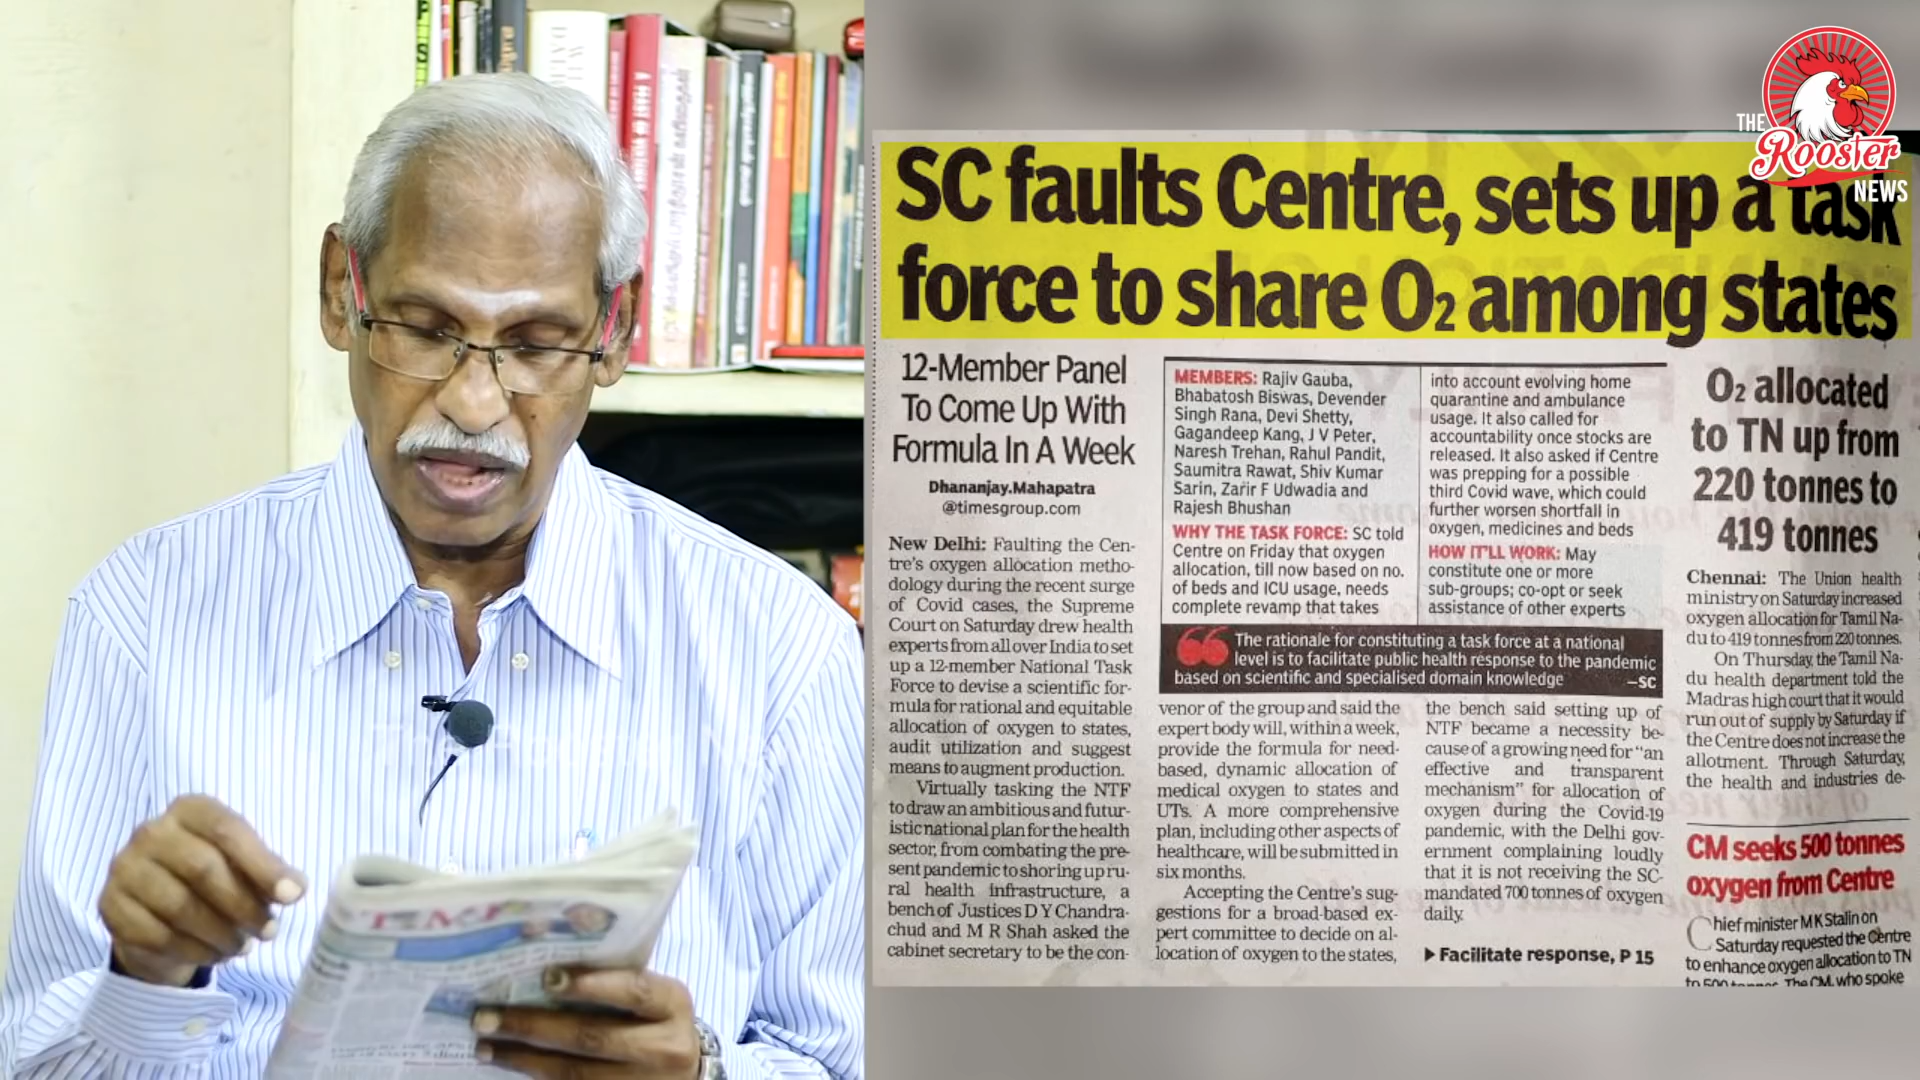 THE
Rooster
NEWS
SC faults Centre, sets up a task
force to share O2 among states
12-Member Panel
To Come Up With
Formula In A Week
Dhananjay.Mahapatra
@timesgroup.com
New Delhi: Faulting the Cen-
tre's oxygen allocation metho-
dology during the recent surge
of Covid cases, the Supreme
Court on Saturday drew health
experts from all over India to set
up a 12-member National Task
Force to devise a scientific for-
mula for rational and equitable
allocation of oxygen to states,
audit utilization and suggest
means to augment production.
Virtually tasking the NTF
to draw an ambitious and futur-
istic national plan for the health
sector, from combating the pre-
sent pandemic to shoring up ru-
ral health infrastructure, a
bench of Justices D Y Chandra-
chud and M R Shah asked the
cabinet secretary to be the con-
MEMBERS: Rajiv Gauba,
Bhabatosh Biswas, Devender
Singh Rana, Devi Shetty,
Gagandeep Kang, J V Peter,
Naresh Trehan, Rahul Pandit,
Saumitra Rawat, Shiv Kumar
Sarin, Zarir F Udwadia and
Rajesh Bhushan
WHY THE TASK FORCE: SC told
Centre on Friday that oxygen
allocation, till now based on no.
of beds and ICU usage, needs
complete revamp that takes
into account evolving home
quarantine and ambulance
usage. It also called for
accountability once stocks are
released. It also asked if Centre
was prepping for a possible
third Covid wave, which could
further worsen shortfall in
oxygen, medicines and beds
HOW IT'LL WORK: May
constitute one or more
sub-groups; co-opt or seek
assistance of other experts
The rationale for constituting a task force at a national
level is to facilitate public health response to the pandemic
based on scientific and specialised domain knowledge —SC
venor of the group and said the
expert body will, within a week,
provide the formula for need-
based, dynamic allocation of
medical oxygen to states and
UTs. A more comprehensive
plan, including other aspects of
healthcare, will be submitted in
six months.
Accepting the Centre's sug-
gestions for a broad-based ex-
pert committee to decide on al-
location of oxygen to the states,
the bench said setting up of
NTF became a necessity be-
cause of a growing need for "an
effective and transparent
mechanism" for allocation of
oxygen during the Covid-19
pandemic, with the Delhi gov-
ernment complaining loudly
that it is not receiving the SC-
mandated 700 tonnes of oxygen
daily.
Facilitate response, P 15
O2 allocated
to TN up from
220 tonnes to
419 tonnes
Chennai: The Union health
ministry on Saturday increased
oxygen allocation for Tamil Na-
du to 419 tonnes from 220 tonnes.
On Thursday, the Tamil Na-
du health department told the
Madras high court that it would
run out of supply by Saturday if
the Centre does not increase the
allotment. Through Saturday,
the health and industries de-
CM seeks 500 tonnes
oxygen from Centre
Chief minister M K Stalin on
Saturday requested the Centre
to enhance oxygen allocation to TN
to 500 tonnes. The CM, who spoke